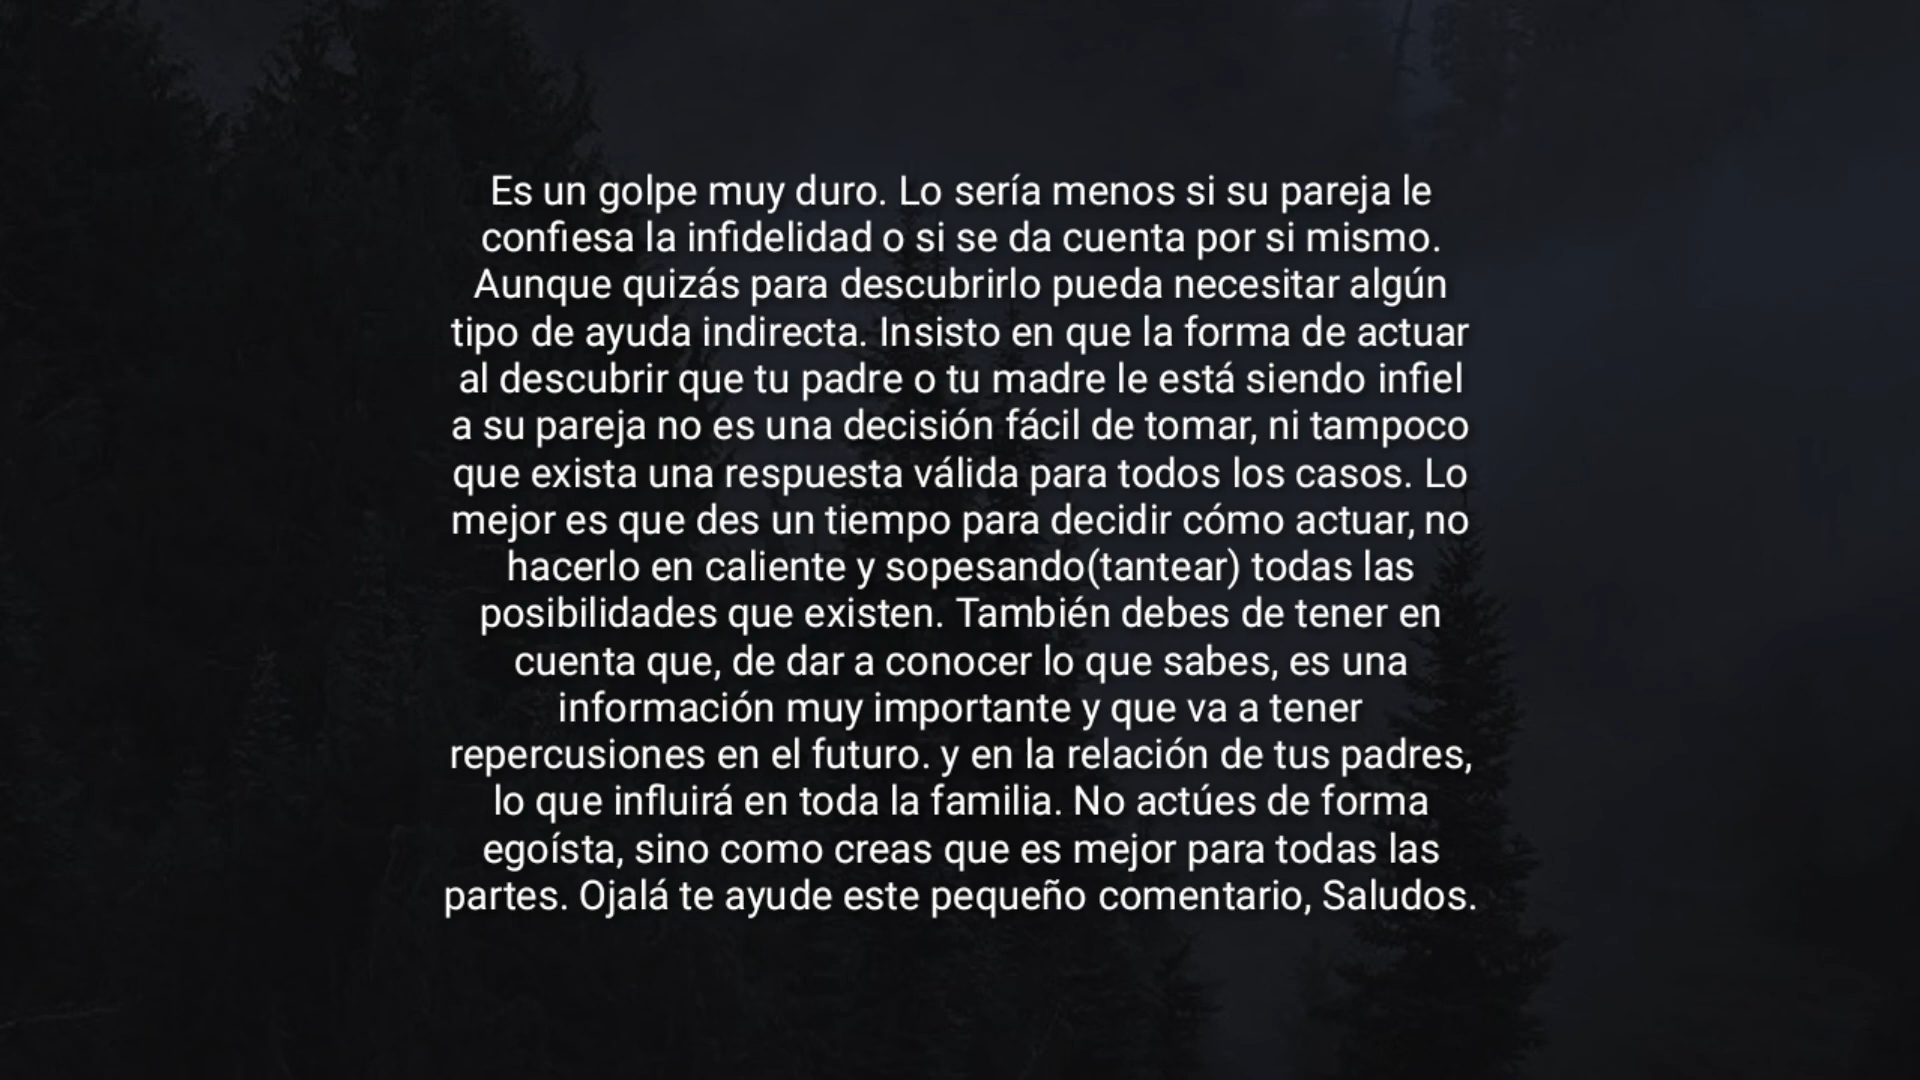 Es un golpe muy duro. Lo sería menos si su pareja le
confiesa la infidelidad o si se da cuenta por si mismo.
Aunque quizás para descubrirlo pueda necesitar algún
tipo de ayuda indirecta. Insisto en que la forma de actuar
al descubrir que tu padre o tu madre le está siendo infiel
a su pareja no es una decisión fácil de tomar, ni tampoco
que exista una respuesta válida para todos los casos. Lo
mejor es que des un tiempo para decidir cómo actuar, no
hacerlo en caliente y sopesando(tantear) todas las
posibilidades que existen. También debes de tener en
cuenta que, de dar a conocer lo que sabes, es una
información muy importante y que va a tener
repercusiones en el futuro. y en la relación de tus padres,
lo que influirá en toda la familia. No actúes de forma
egoísta, sino como creas que es mejor para todas las
partes. Ojalá te ayude este pequeño comentario, Saludos.